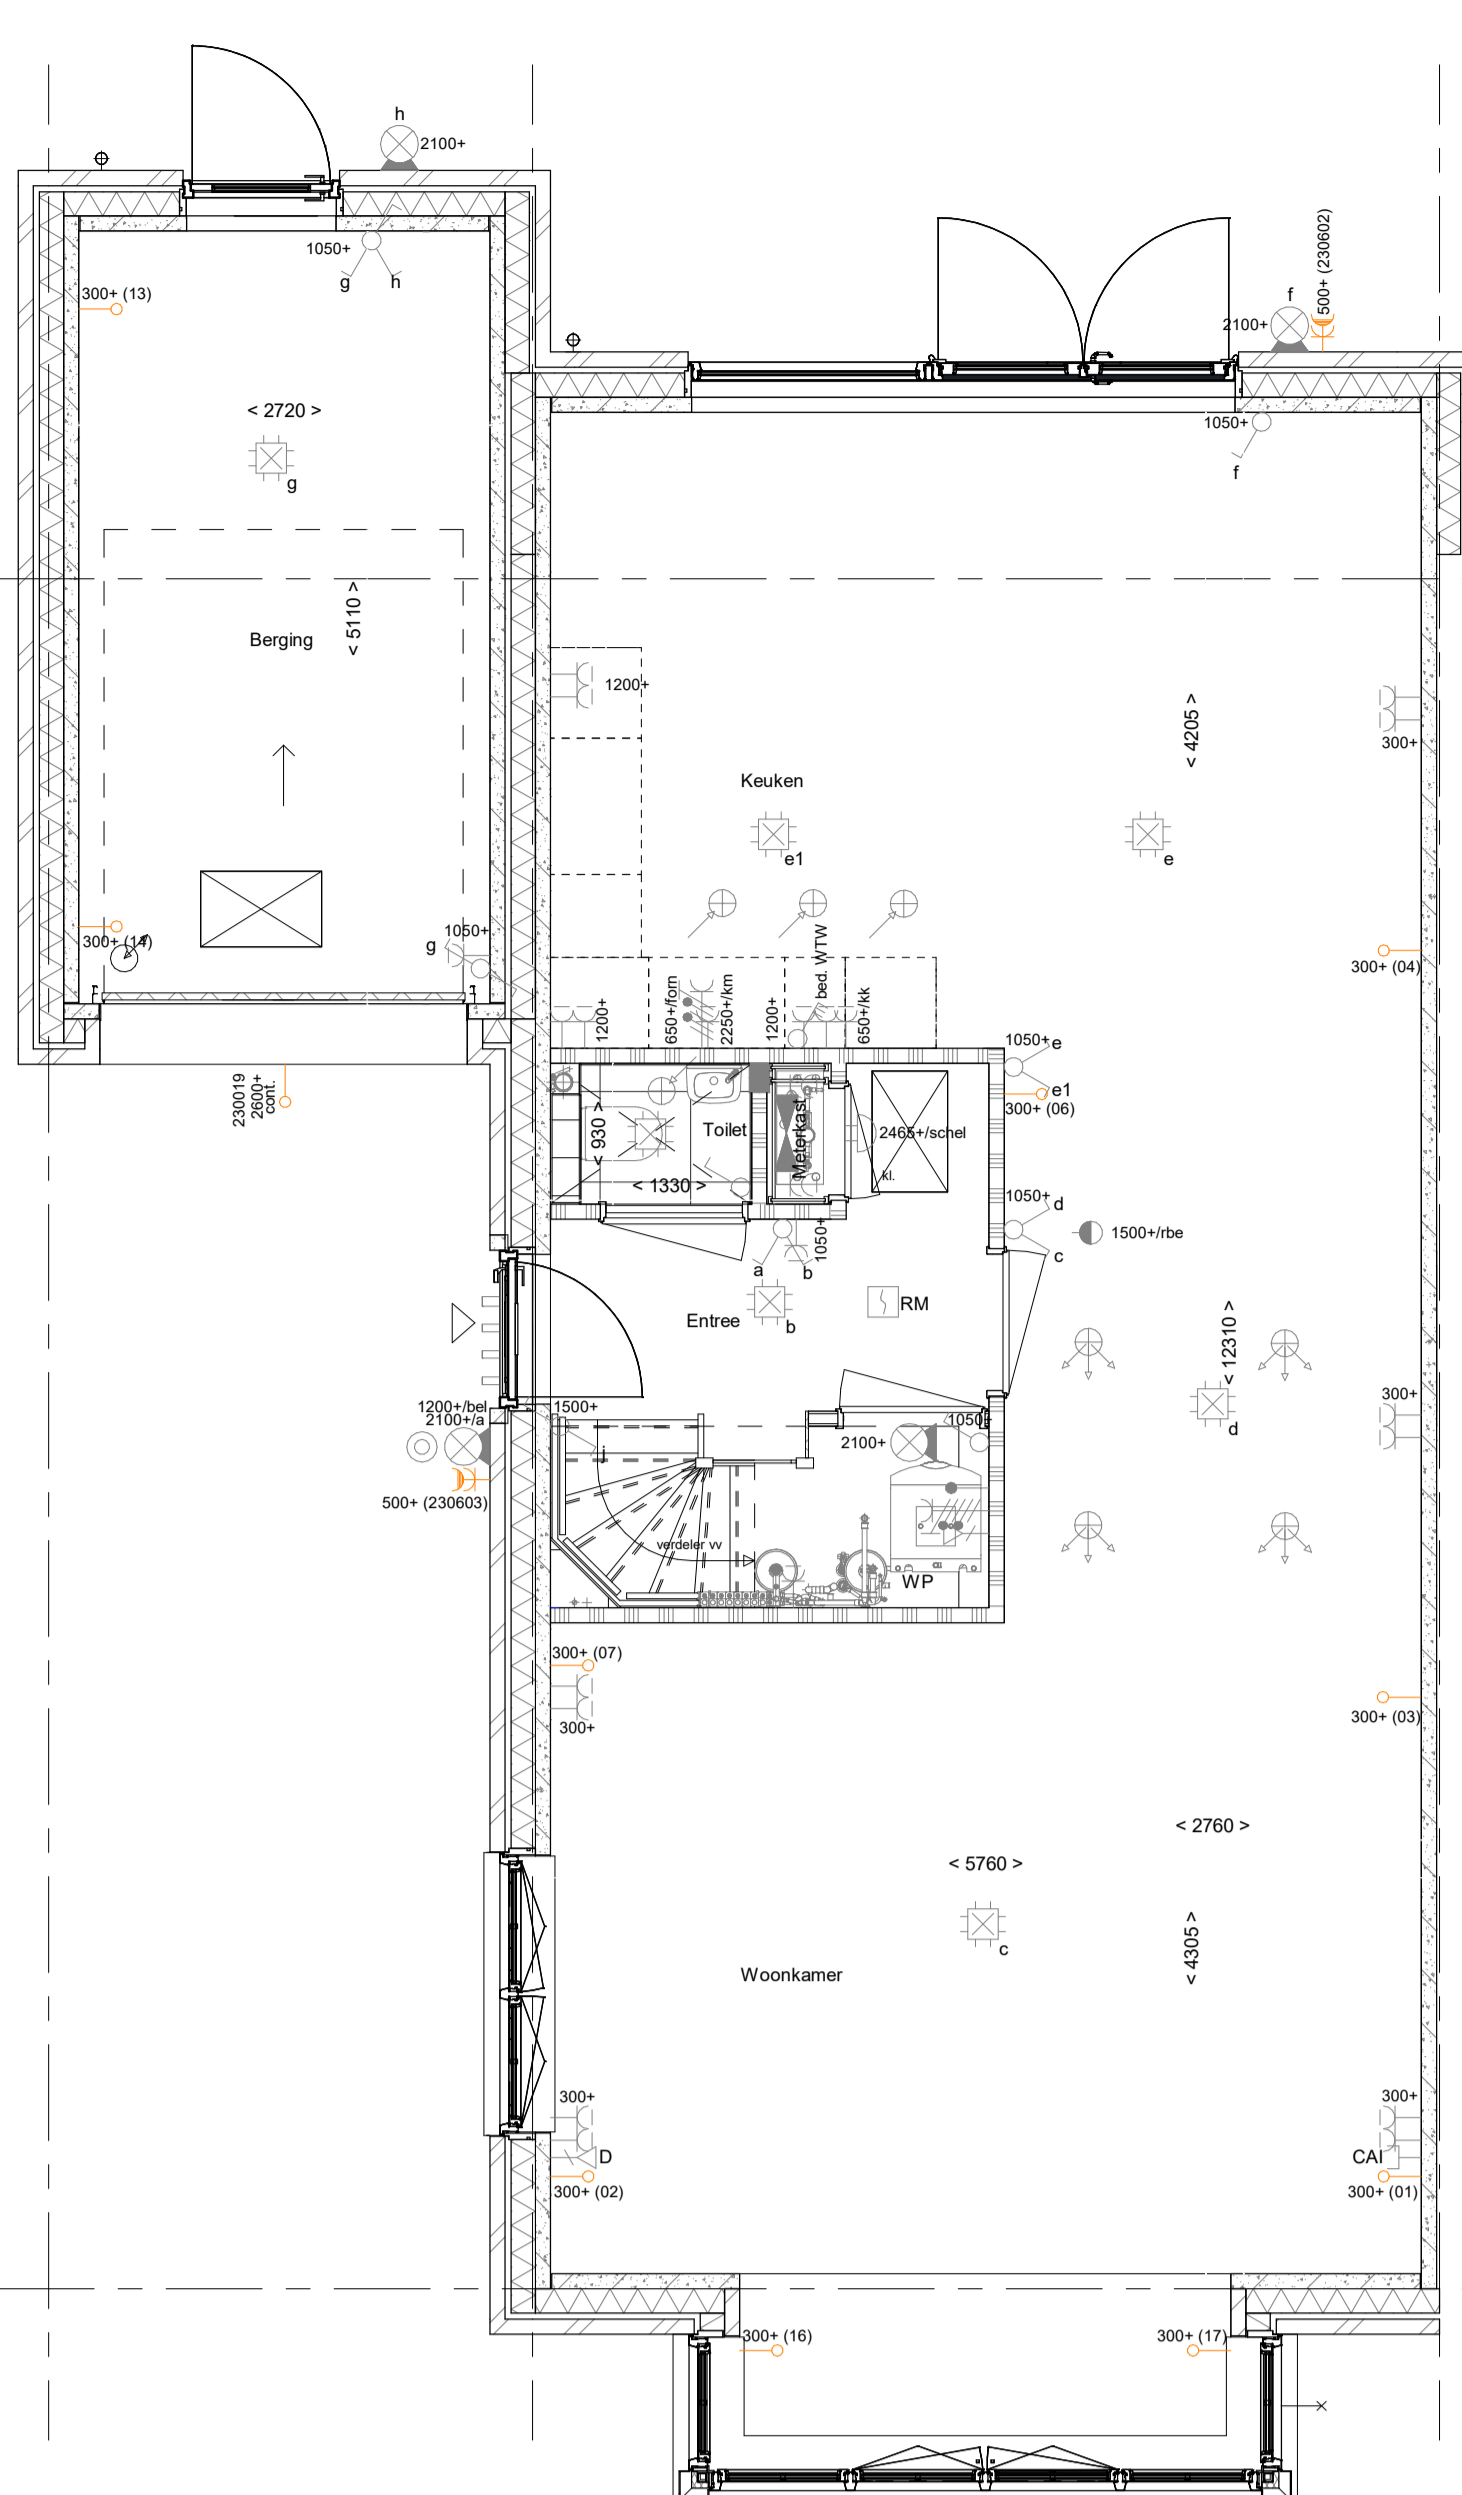 h
2100+
500+ (230602)
f
2100+
1050+
g
h
300+ (13)
< 2720 >
g
1050+
f
< 5110 >
Berging
1200+
< 4205 >
300+
Keuken
e1
e
300+ (14)
g
1050+
bed. WTW
300+ (04)
1200+
650+/forn
2250+/km
1200+
650+/kk
1050+
e
e1
300+ (06)
230019
2600+
cont.
< 930 >
Toilet
Meterkast
2465+/schel
kl.
< 1330 >
1050+
d
c
1500+/rbe
1050+
a
b
Entree
b
RM
< 12310 >
1200+/bel
2100+/a
1500+
j
2100+
1050+
300+
d
500+ (230603)
verdeler vv
WP
300+ (07)
300+
300+ (03)
< 2760 >
< 5760 >
c
< 4305 >
Woonkamer
300+
D
300+ (02)
300+
CAI
300+ (01)
300+ (16)
300+ (17)